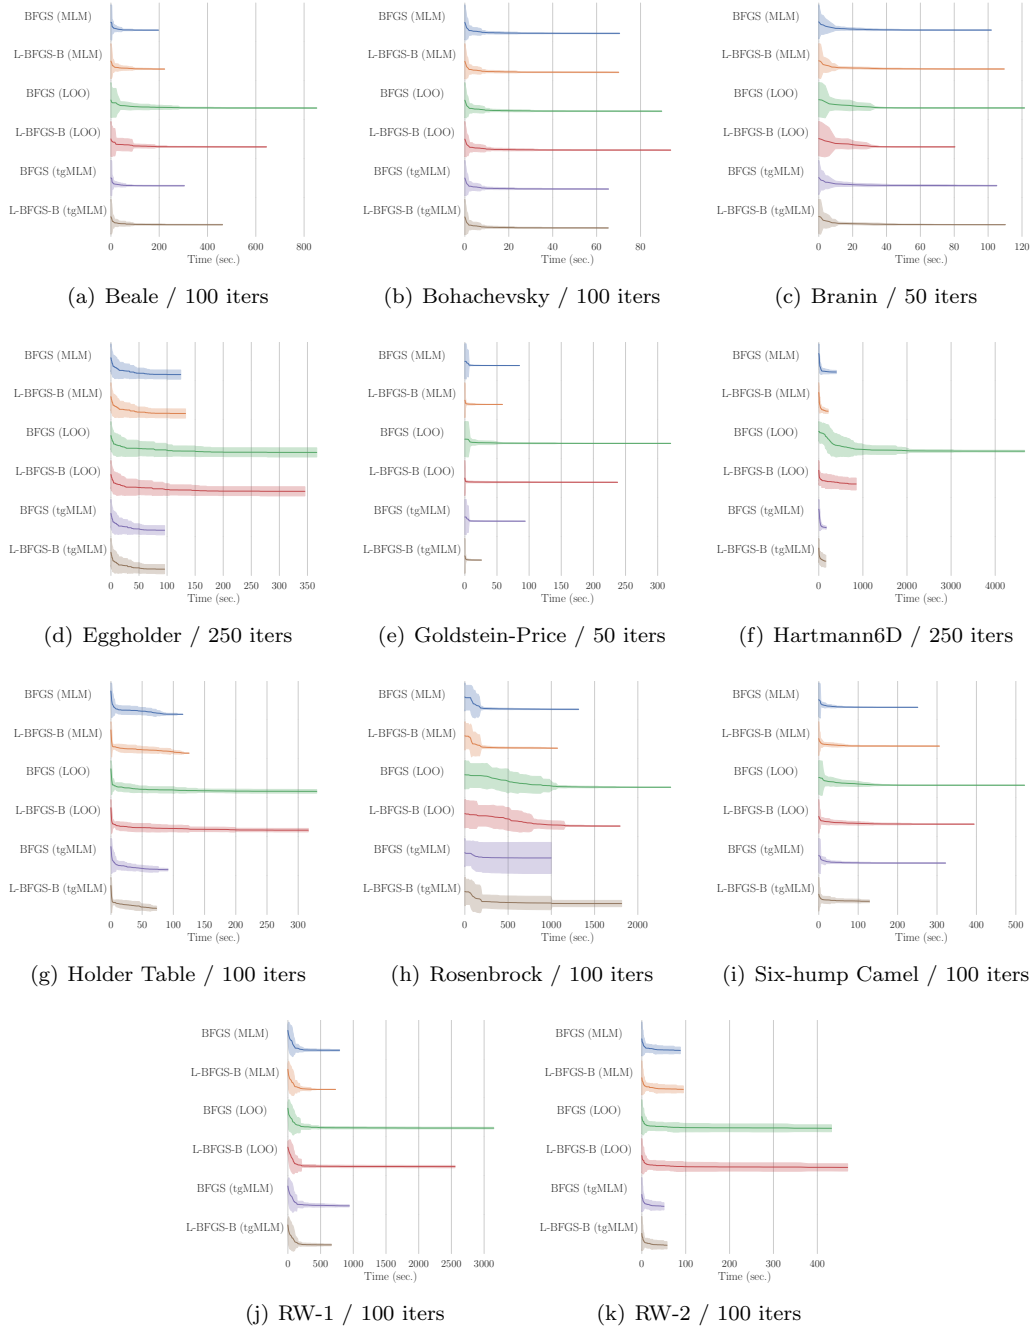 BFGS (MLM)
L-BFGS-B (MLM)
BFGS (LOO)
L-BFGS-B (LOO)
BFGS (tgMLM)
L-BFGS-B (tgMLM)
0 200 400 600 800
Time (sec.)
(a) Beale / 100 iters
BFGS (MLM)
L-BFGS-B (MLM)
BFGS (LOO)
L-BFGS-B (LOO)
BFGS (tgMLM)
L-BFGS-B (tgMLM)
0 20 40 60 80
Time (sec.)
(b) Bohachevsky / 100 iters
BFGS (MLM)
L-BFGS-B (MLM)
BFGS (LOO)
L-BFGS-B (LOO)
BFGS (tgMLM)
L-BFGS-B (tgMLM)
0 20 40 60 80 100 120
Time (sec.)
(c) Branin / 50 iters
BFGS (MLM)
L-BFGS-B (MLM)
BFGS (LOO)
L-BFGS-B (LOO)
BFGS (tgMLM)
L-BFGS-B (tgMLM)
0 50 100 150 200 250 300 350
Time (sec.)
(d) Eggholder / 250 iters
BFGS (MLM)
L-BFGS-B (MLM)
BFGS (LOO)
L-BFGS-B (LOO)
BFGS (tgMLM)
L-BFGS-B (tgMLM)
0 50 100 150 200 250 300
Time (sec.)
(e) Goldstein-Price / 50 iters
BFGS (MLM)
L-BFGS-B (MLM)
BFGS (LOO)
L-BFGS-B (LOO)
BFGS (tgMLM)
L-BFGS-B (tgMLM)
0 1000 2000 3000 4000
Time (sec.)
(f) Hartmann6D / 250 iters
BFGS (MLM)
L-BFGS-B (MLM)
BFGS (LOO)
L-BFGS-B (LOO)
BFGS (tgMLM)
L-BFGS-B (tgMLM)
0 50 100 150 200 250 300
Time (sec.)
(g) Holder Table / 100 iters
BFGS (MLM)
L-BFGS-B (MLM)
BFGS (LOO)
L-BFGS-B (LOO)
BFGS (tgMLM)
L-BFGS-B (tgMLM)
0 500 1000 1500 2000
Time (sec.)
(h) Rosenbrock / 100 iters
BFGS (MLM)
L-BFGS-B (MLM)
BFGS (LOO)
L-BFGS-B (LOO)
BFGS (tgMLM)
L-BFGS-B (tgMLM)
0 100 200 300 400 500
Time (sec.)
(i) Six-hump Camel / 100 iters
BFGS (MLM)
L-BFGS-B (MLM)
BFGS (LOO)
L-BFGS-B (LOO)
BFGS (tgMLM)
L-BFGS-B (tgMLM)
0 500 1000 1500 2000 2500 3000
Time (sec.)
(j) RW-1 / 100 iters
BFGS (MLM)
L-BFGS-B (MLM)
BFGS (LOO)
L-BFGS-B (LOO)
BFGS (tgMLM)
L-BFGS-B (tgMLM)
0 100 200 300 400
Time (sec.)
(k) RW-2 / 100 iters